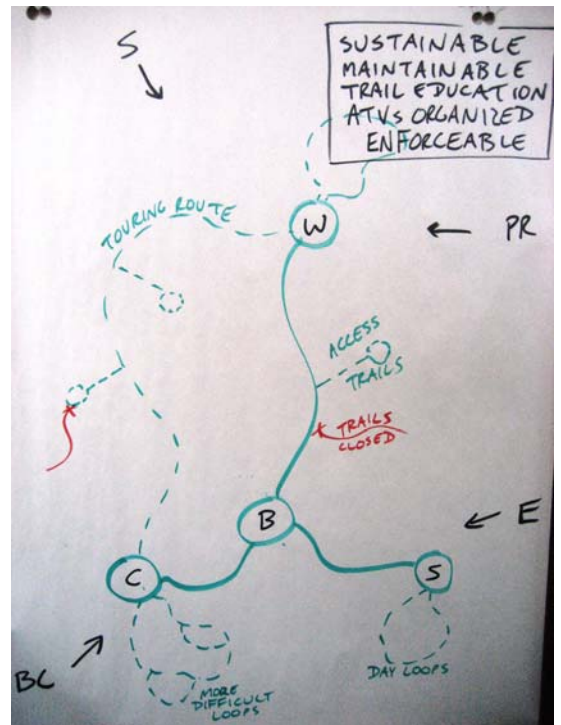 S
SUSTAINABLE
MAINTAINABLE
TRAIL EDUCATION
ATVs ORGANIZED
ENFORCEABLE
TOURING ROUTE
W
PR
ACCESS
TRAILS
TRAILS
CLOSED
B
E
C
S
BC
MORE
DIFFICULT
LOOPS
DAY LOOPS